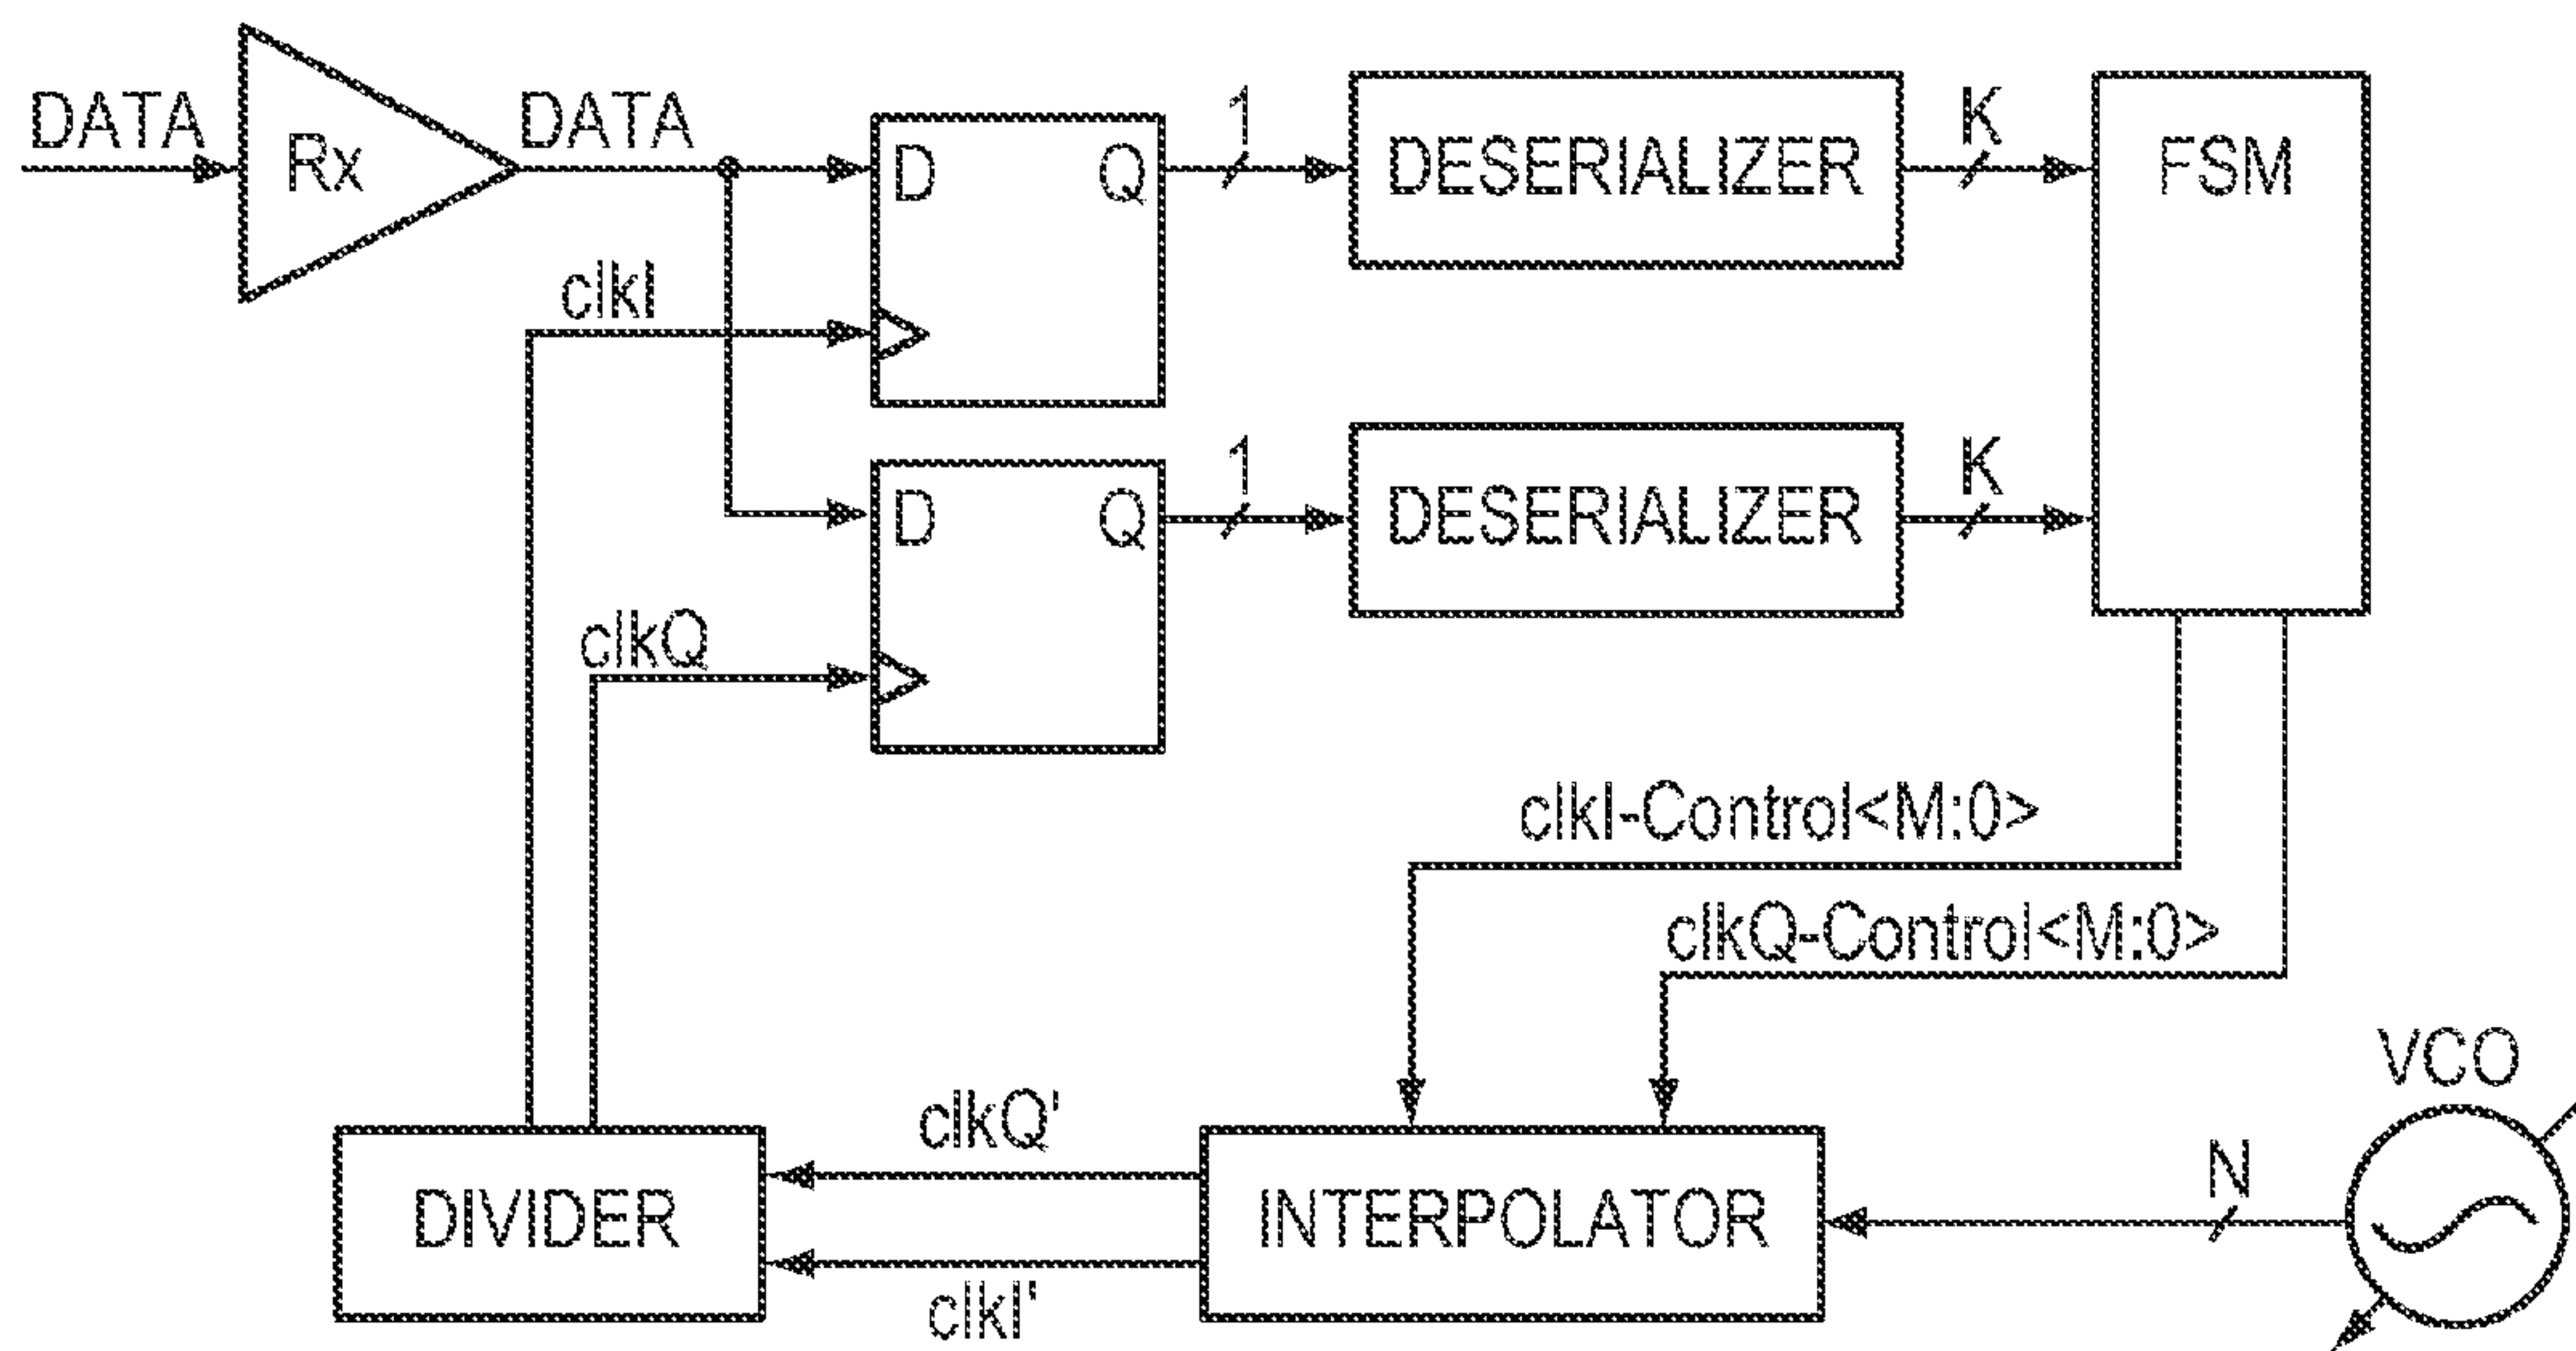 DATA
Rx
DATA
D
Q
1
DESERIALIZER
K
FSM
clkI
D
Q
1
DESERIALIZER
K
clkQ
clkI-Control<M:0>
clkQ-Control<M:0>
VCO
clkQ'
N
DIVIDER
INTERPOLATOR
clkI'